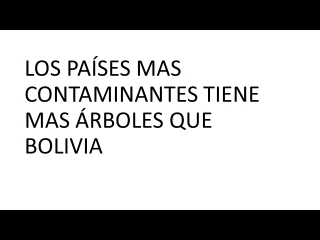 LOS PAÍSES MAS
CONTAMINANTES TIENE
MAS ÁRBOLES QUE
BOLIVIA